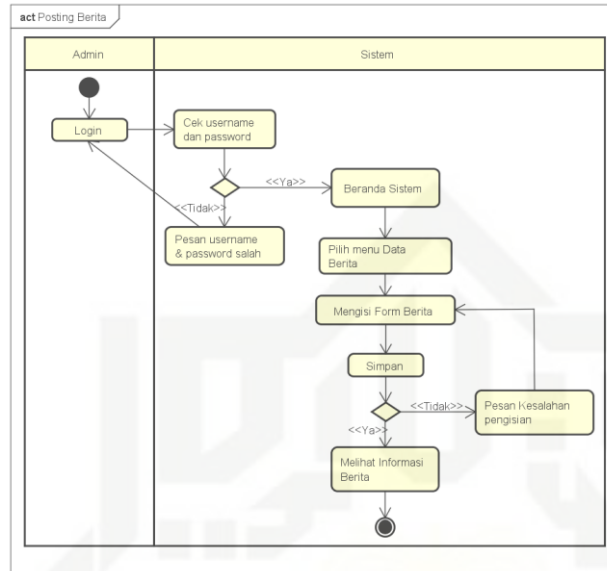 act Posting Berita
Admin
Sistem
Login
Cek username
dan password
<<Ya>>
Beranda Sistem
<<Tidak>>
Pesan username
& password salah
Pilih menu Data
Berita
Mengisi Form Berita
Simpan
<<Tidak>>
Pesan Kesalahan
pengisian
<<Ya>>
Melihat Informasi
Berita